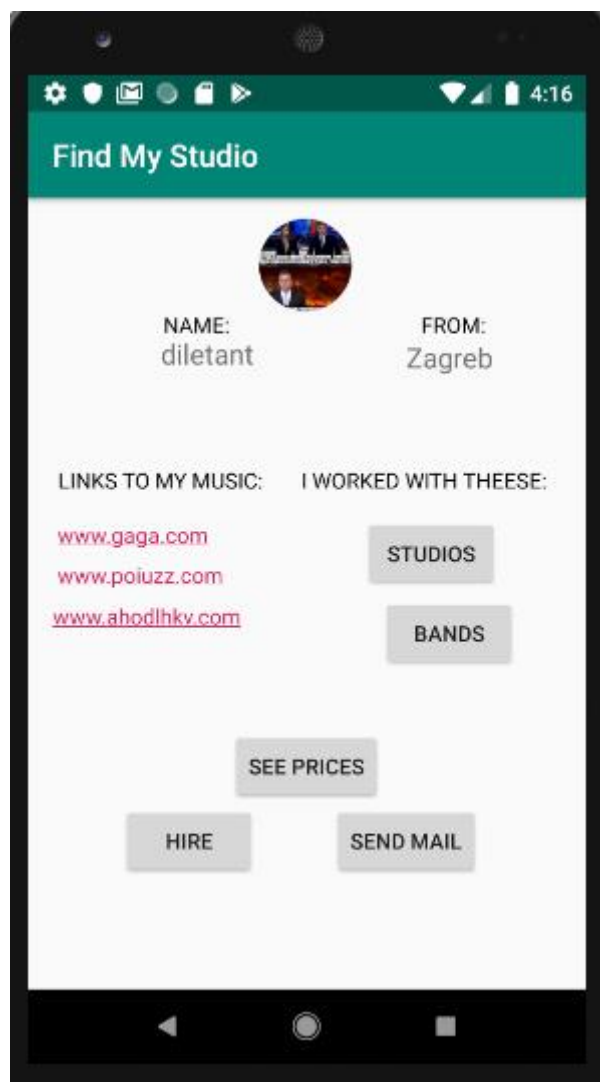 4:16
Find My Studio
NAME: FROM:
diletant Zagreb
LINKS TO MY MUSIC: I WORKED WITH THEESE:
www.gaga.com
STUDIOS
www.poiuzz.com
www.ahodlhkv.com
BANDS
SEE PRICES
HIRE SEND MAIL